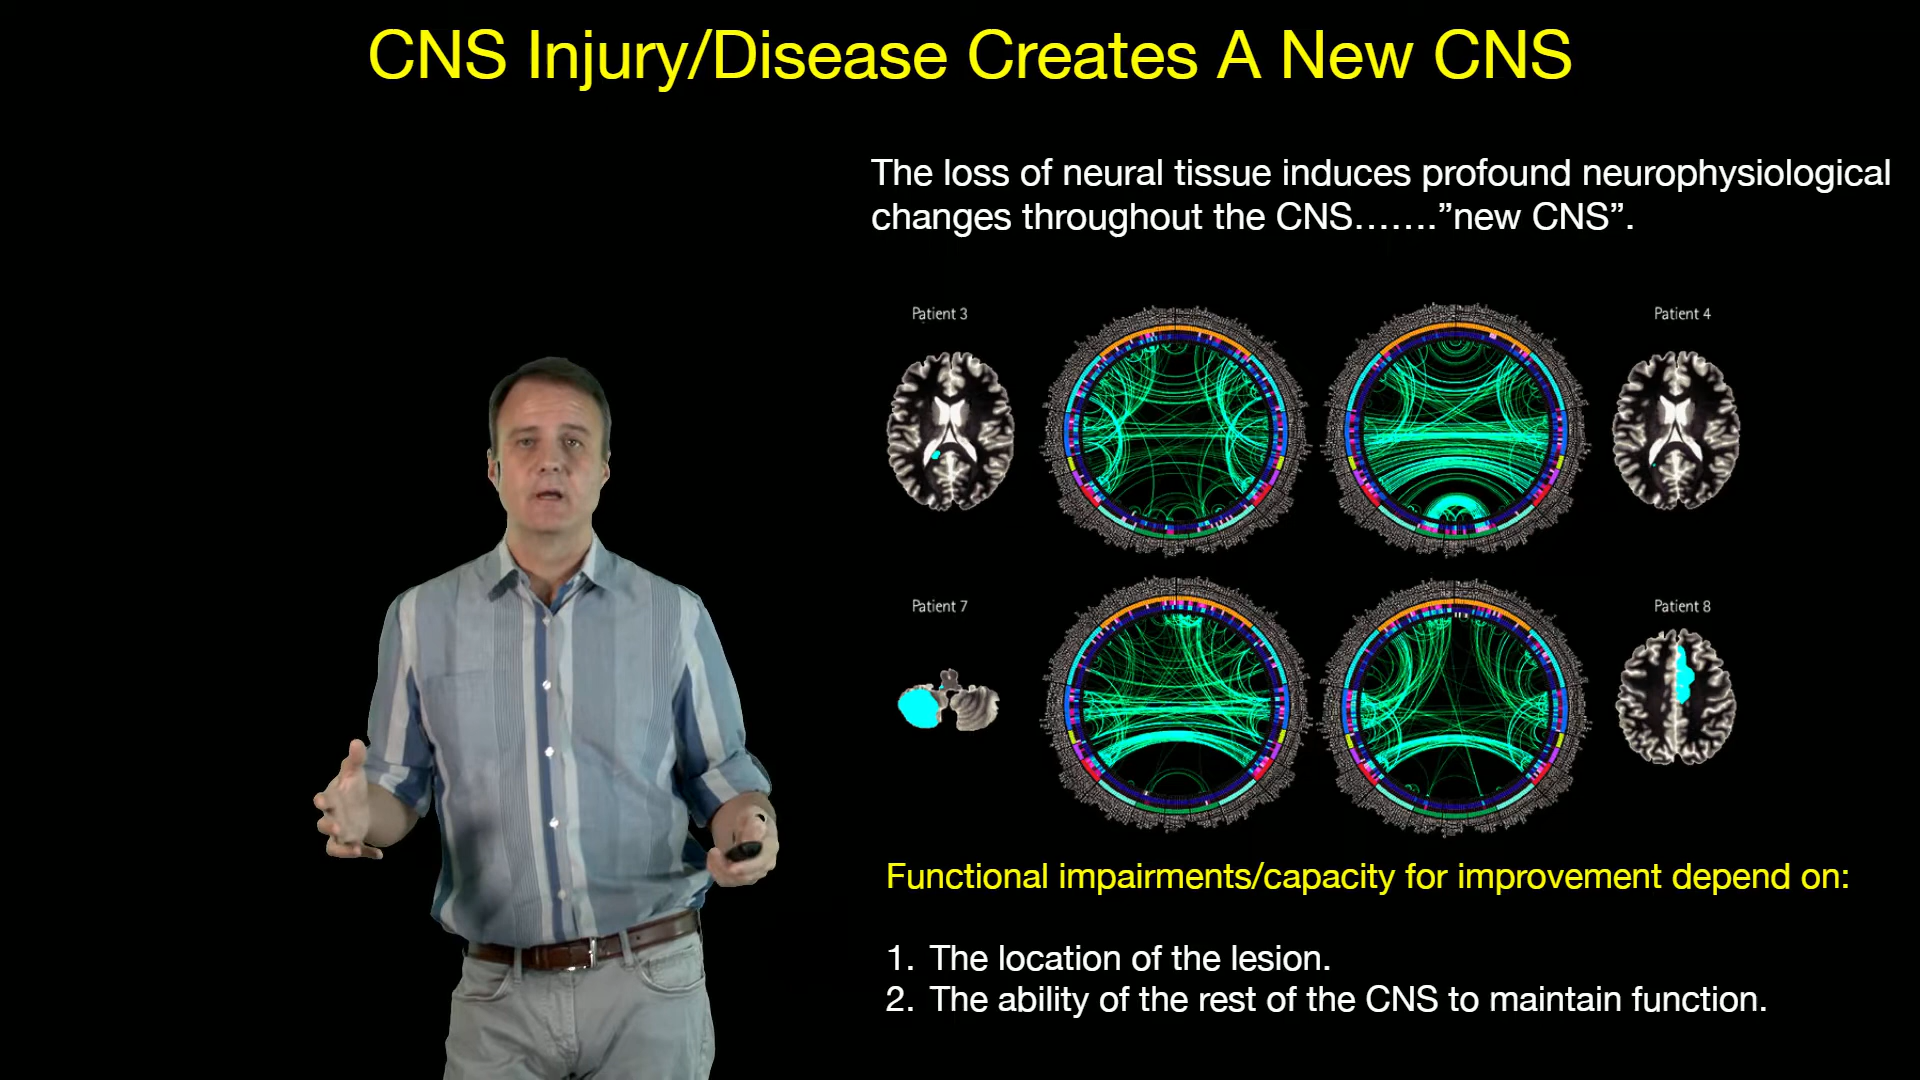 CNS Injury/Disease Creates A New CNS
The loss of neural tissue induces profound neurophysiological
changes throughout the CNS.......”new CNS”.
Patient 3
Patient 4
Patient 7
Patient 8
Functional impairments/capacity for improvement depend on:
1. The location of the lesion.
2. The ability of the rest of the CNS to maintain function.